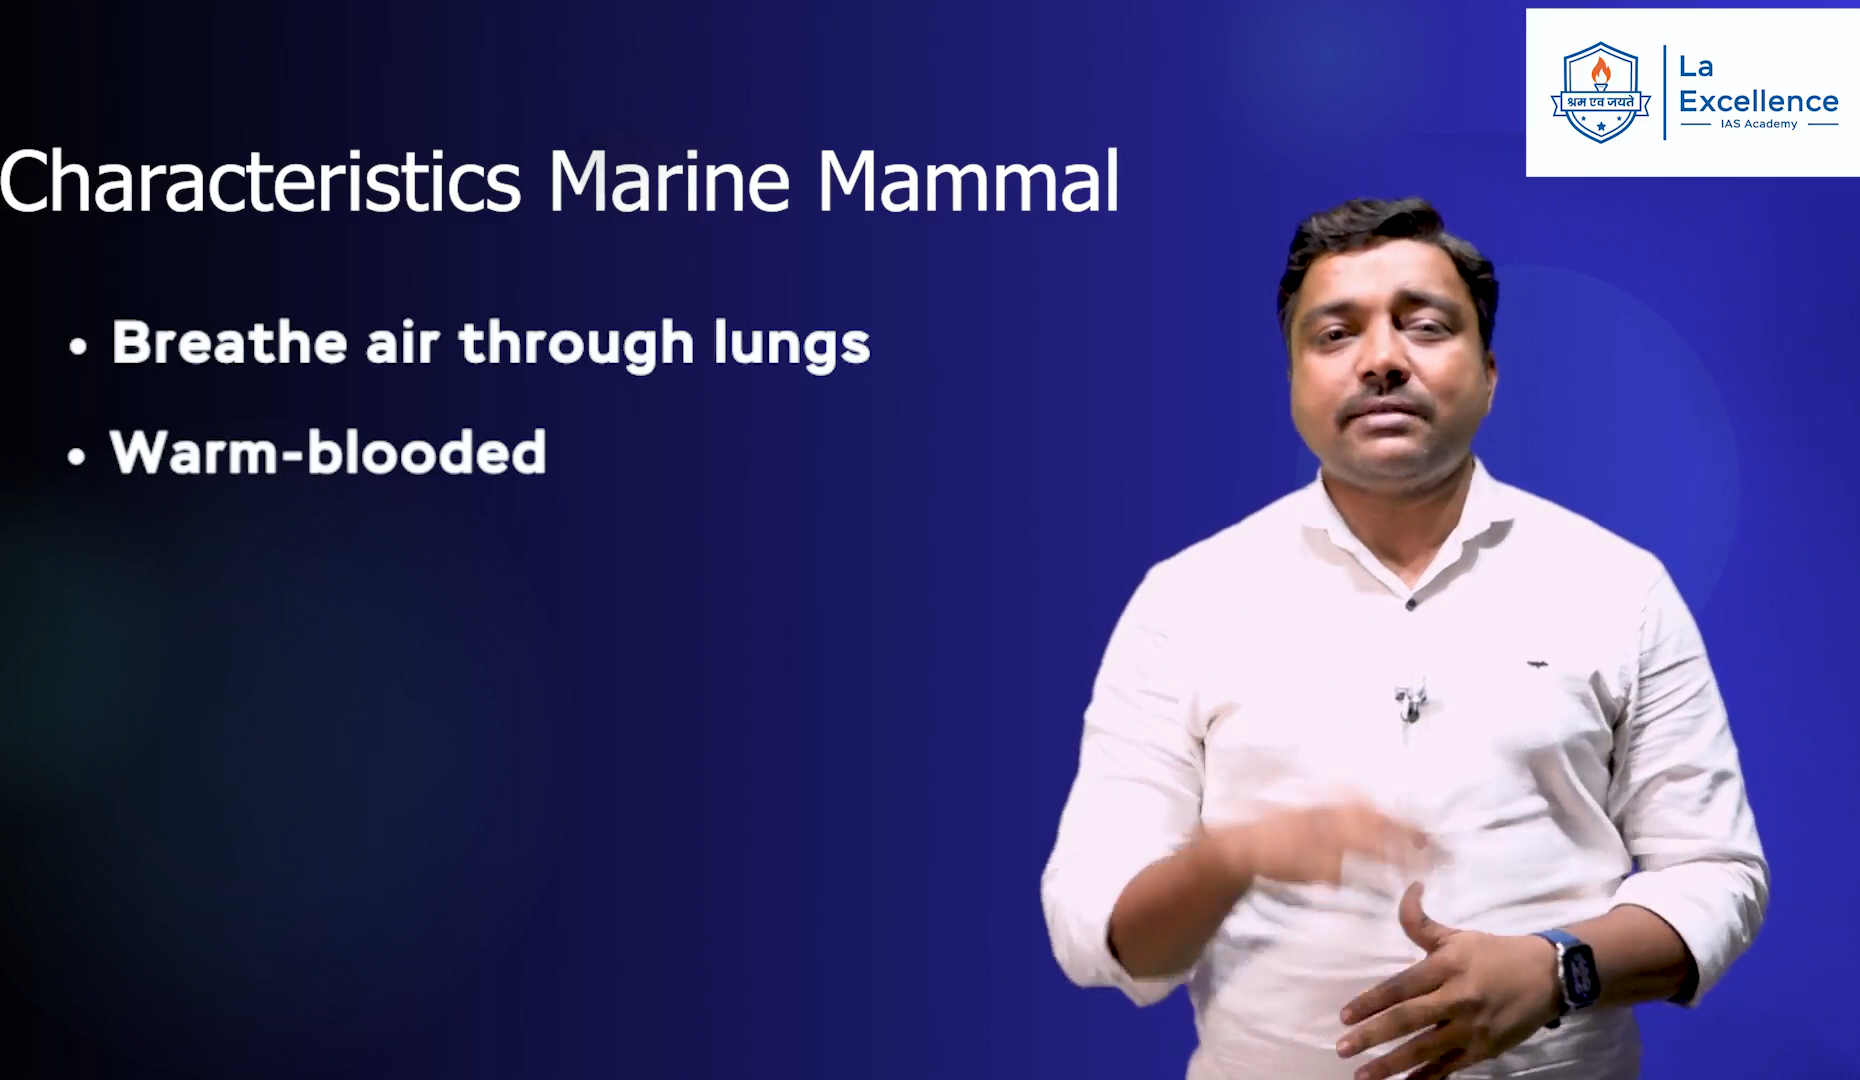 Characteristics Marine Mammal
• Breathe air through lungs
• Warm-blooded
श्रम एव जयते
La
Excellence
IAS Academy